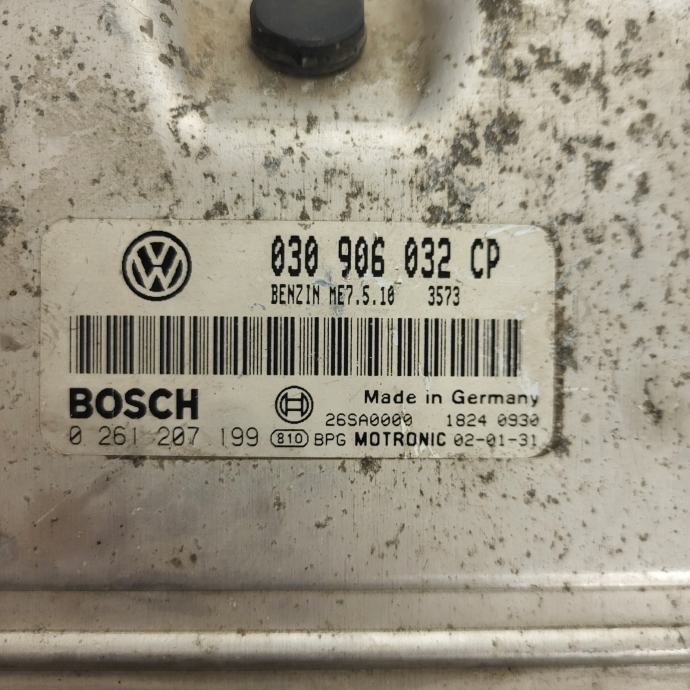 030 906 032 CP
BENZIN ME7.5.10 3573
BOSCH Made in Germany
26SA0000 1824 0930
0 261 207 199 810 BPG MOTRONIC 02-01-31